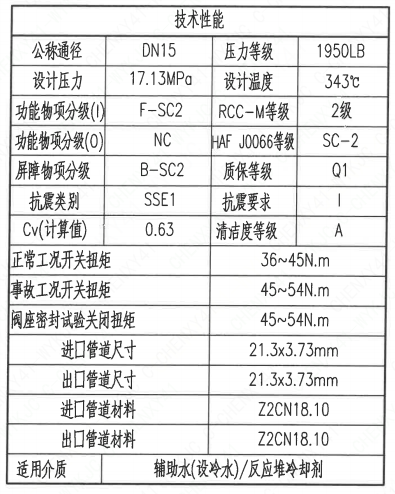 技术性能
公称通径 DN15 压力等级 1950LB
设计压力 17.13MPa 设计温度 343℃
功能物项分级(I) F-SC2 RCC-M等级 2级
功能物项分级(O) NC HAF J0066等级 SC-2
屏障物项分级 B-SC2 质保等级 Q1
抗震类别 SSE1 抗震要求 I
Cv(计算值) 0.63 清洁度等级 A
正常工况开关扭矩 36~45N.m
事故工况开关扭矩 45~54N.m
阀座密封试验关闭扭矩 45~54N.m
进口管道尺寸 21.3x3.73mm
出口管道尺寸 21.3x3.73mm
进口管道材料 Z2CN18.10
出口管道材料 Z2CN18.10
适用介质 辅助水(设冷水)/反应堆冷却剂